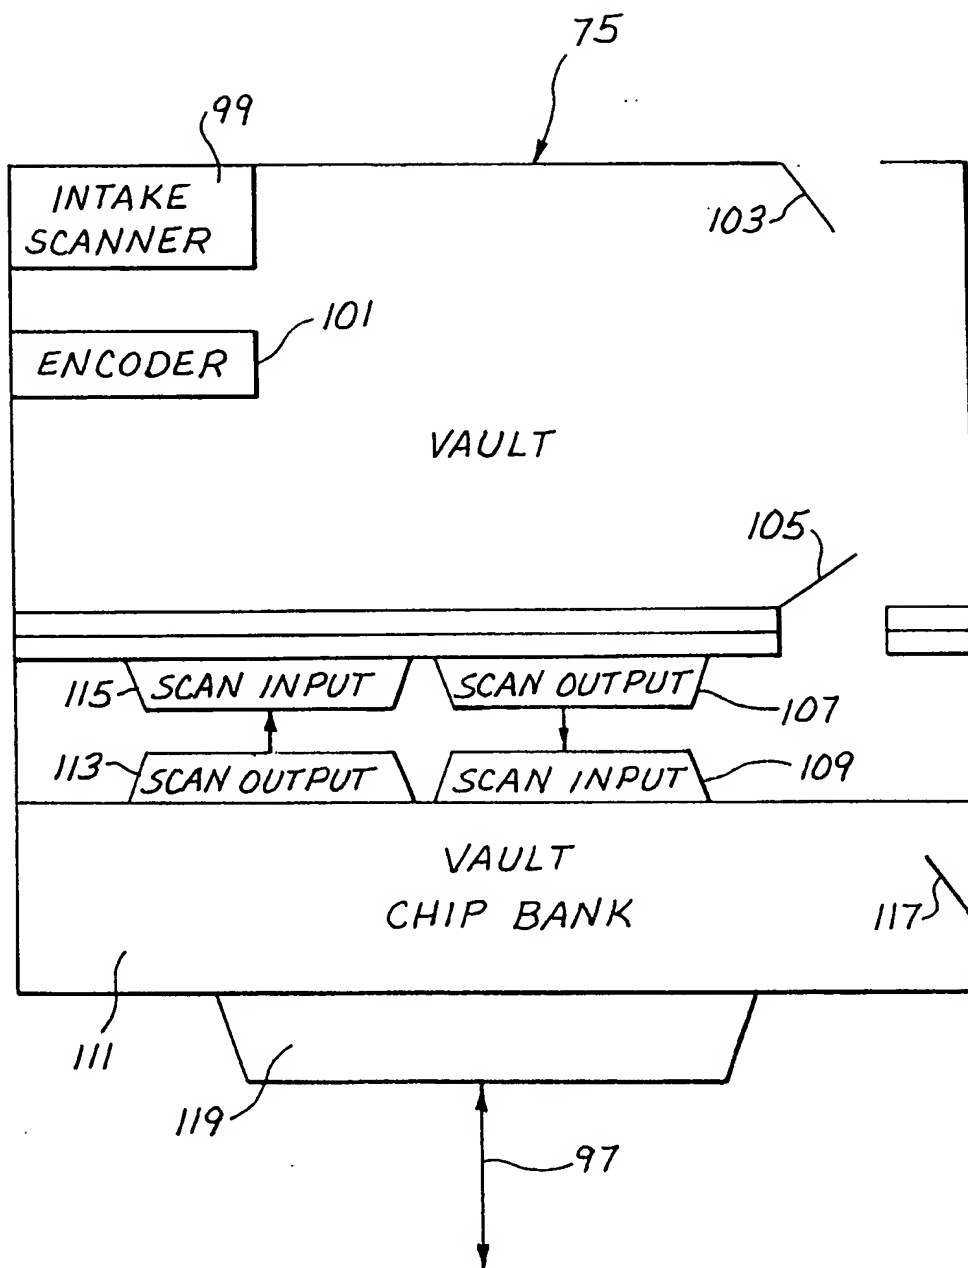 75
99
INTAKE
SCANNER
103
101
ENCODER
VAULT
105
115
SCAN INPUT
SCAN OUTPUT
107
113
SCAN OUTPUT
SCAN INPUT
109
VAULT
CHIP BANK
117
111
119
97